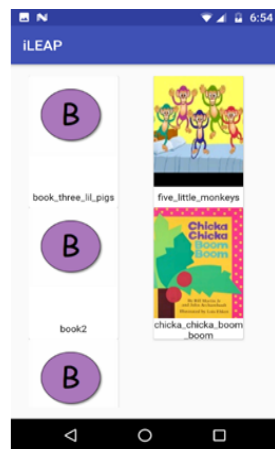 6:54
iLEAP
B
book_three_lil_pigs
five_little_monkeys
B
book2
Chicka
Chicka
Boom
Boom
chicka_chicka_boom
_boom
B